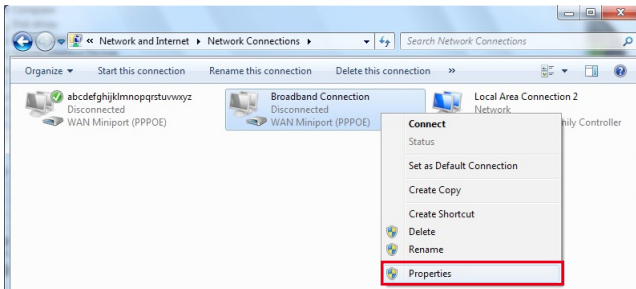 « Network and Internet ▸ Network Connections ▸
Search Network Connections
Organize ▾ Start this connection Rename this connection Delete this connection »
abcdefghijklmnopqrstuvwxyz
Disconnected
WAN Miniport (PPPOE)
Broadband Connection
Disconnected
WAN Miniport (PPPOE)
Local Area Connection 2
Network
mily Controller
Connect
Status
Set as Default Connection
Create Copy
Create Shortcut
Delete
Rename
Properties